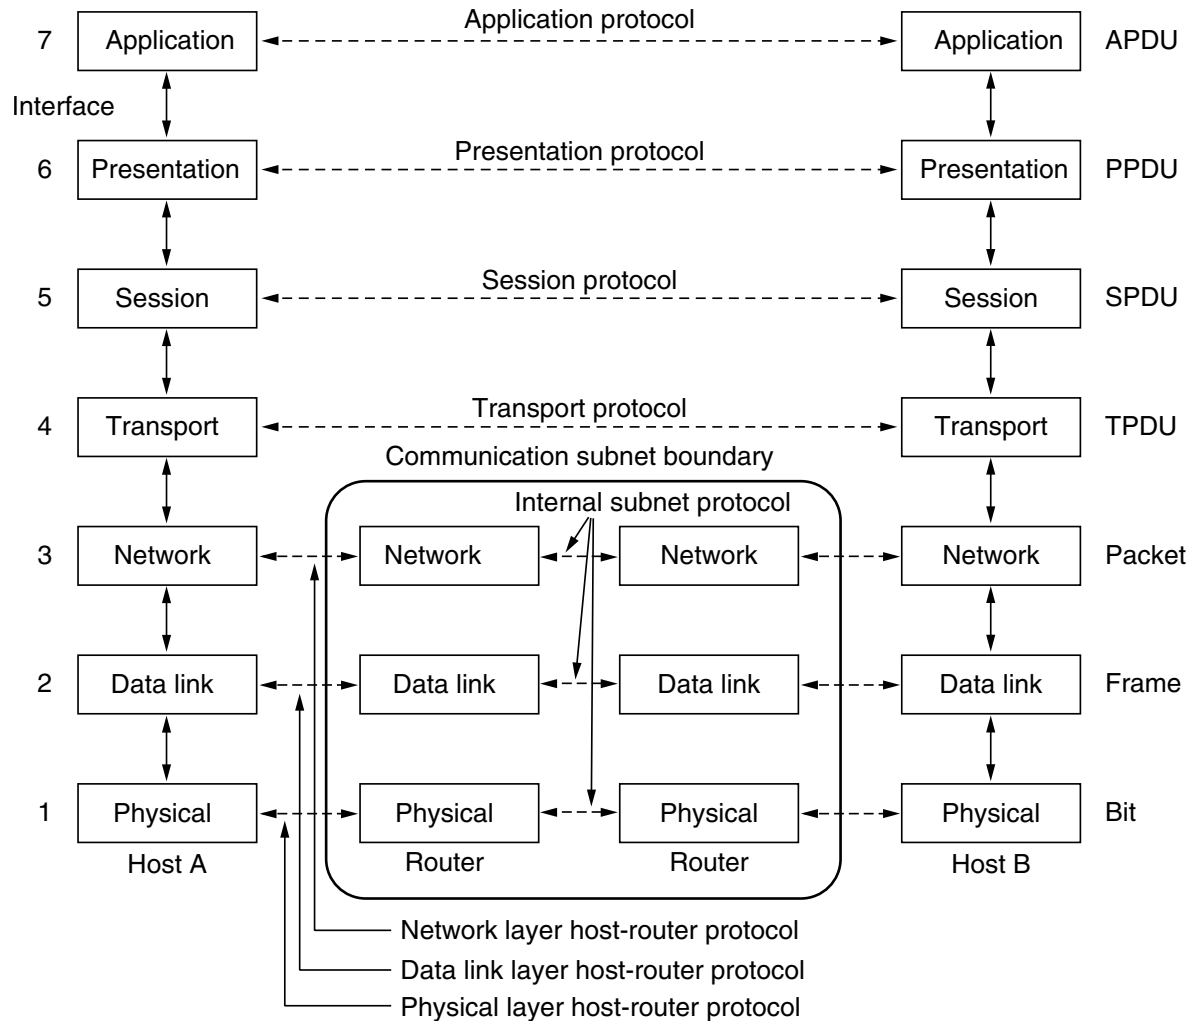 Application protocol
7 Application Application APDU
Interface
Presentation protocol
6 Presentation Presentation PPDU
Session protocol
5 Session Session SPDU
Transport protocol
4 Transport Transport TPDU
Communication subnet boundary
Internal subnet protocol
3 Network Network Network Network Packet
2 Data link Data link Data link Data link Frame
1 Physical Physical Physical Physical Bit
Host A Router Router Host B
Network layer host-router protocol
Data link layer host-router protocol
Physical layer host-router protocol